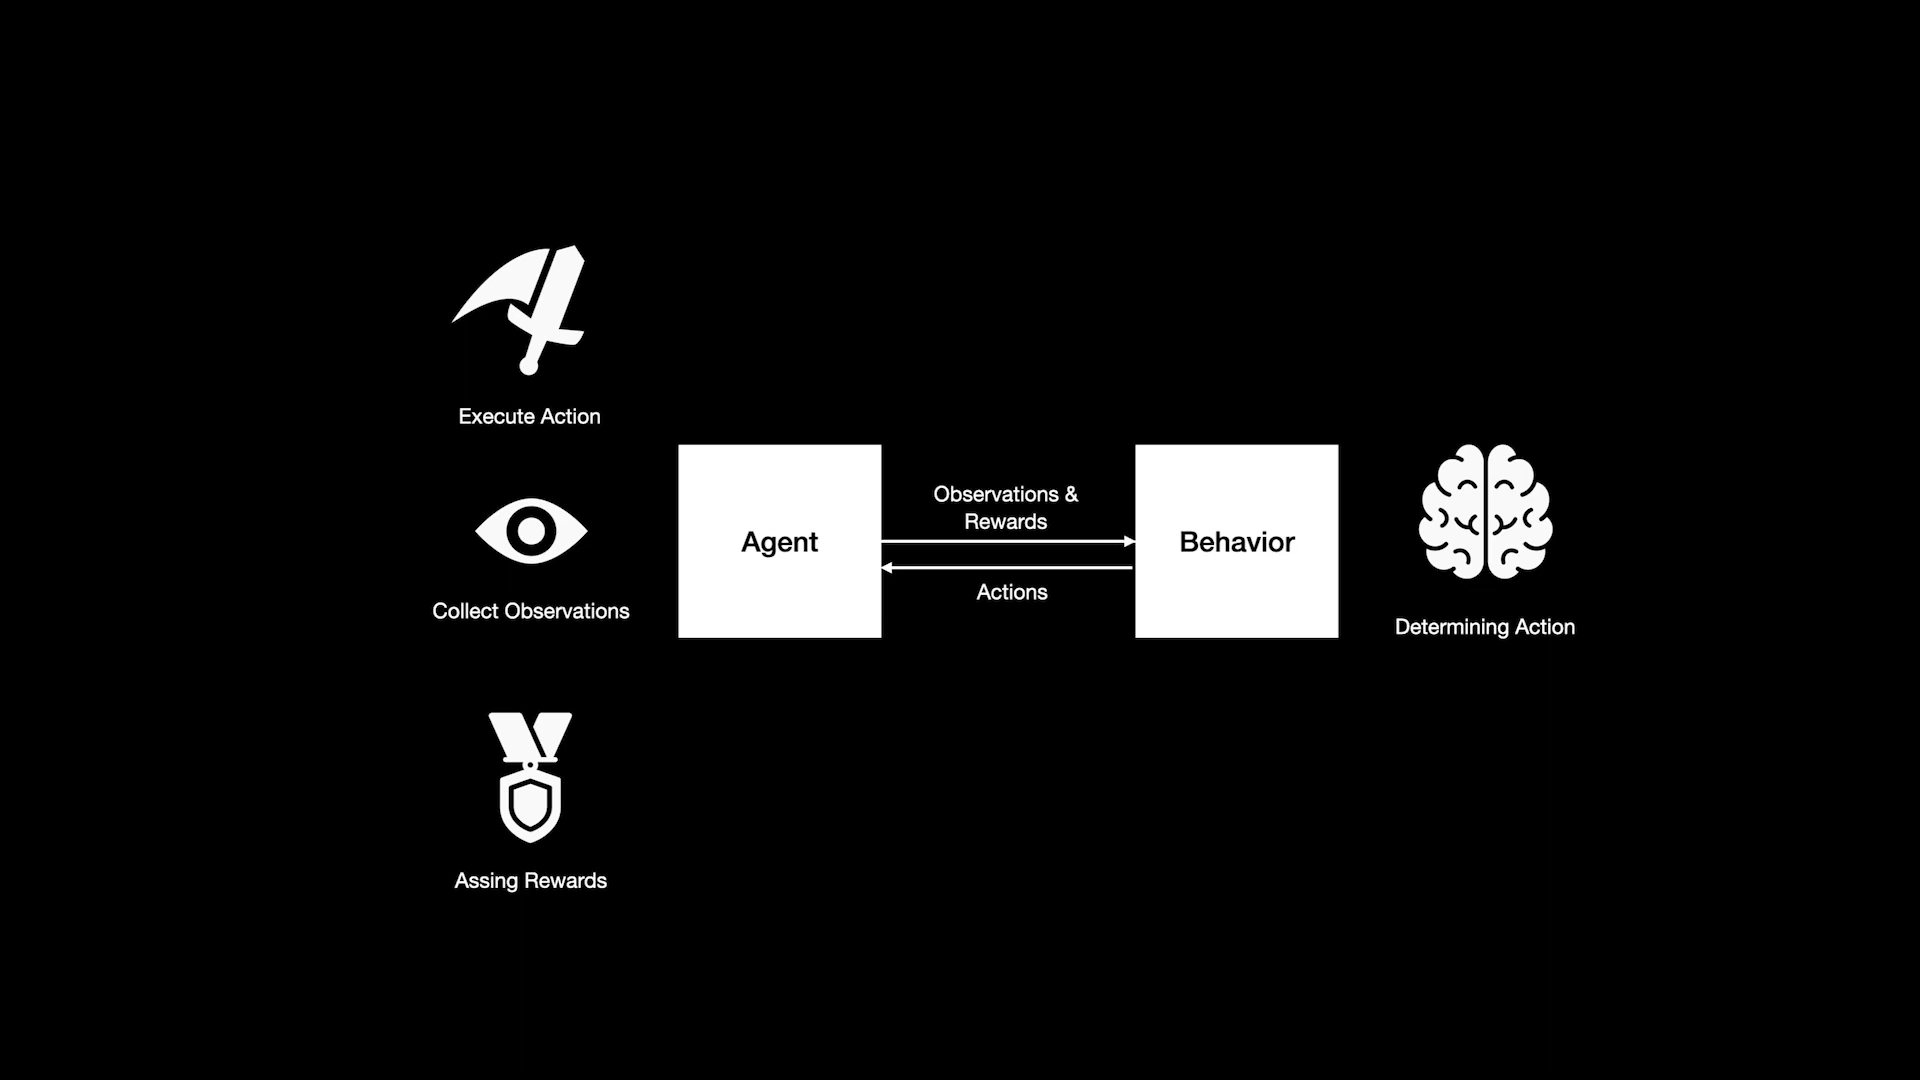 Execute Action
Collect Observations
Assing Rewards
Agent
Observations &
Rewards
Actions
Behavior
Determining Action